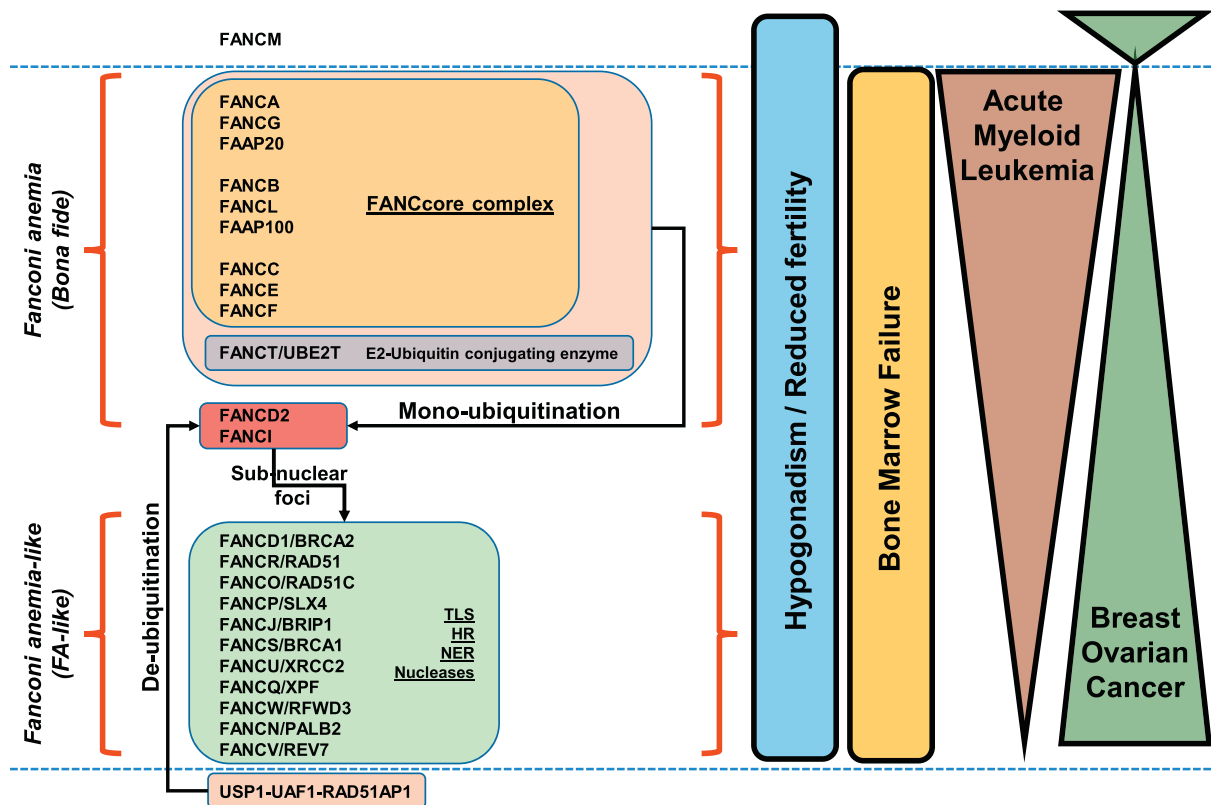 FANCM
Fanconi anemia
(Bona fide)
FANCA
FANCG
FAAP20
FANCB
FANCL
FAAP100
FANCC
FANCE
FANCF
FANCcore complex
FANCT/UBE2T E2-Ubiquitin conjugating enzyme
Mono-ubiquitination
FANCD2
FANCI
Sub-nuclear
foci
De-ubiquitination
Fanconi anemia-like
(FA-like)
FANCD1/BRCA2
FANCR/RAD51
FANCO/RAD51C
FANCP/SLX4
FANCJ/BRIP1
FANCS/BRCA1
FANCU/XRCC2
FANCQ/XPF
FANCW/RFWD3
FANCN/PALB2
FANCV/REV7
TLS
HR
NER
Nucleases
USP1-UAF1-RAD51AP1
Hypogonadism / Reduced fertility
Bone Marrow Failure
Acute
Myeloid
Leukemia
Breast
Ovarian
Cancer